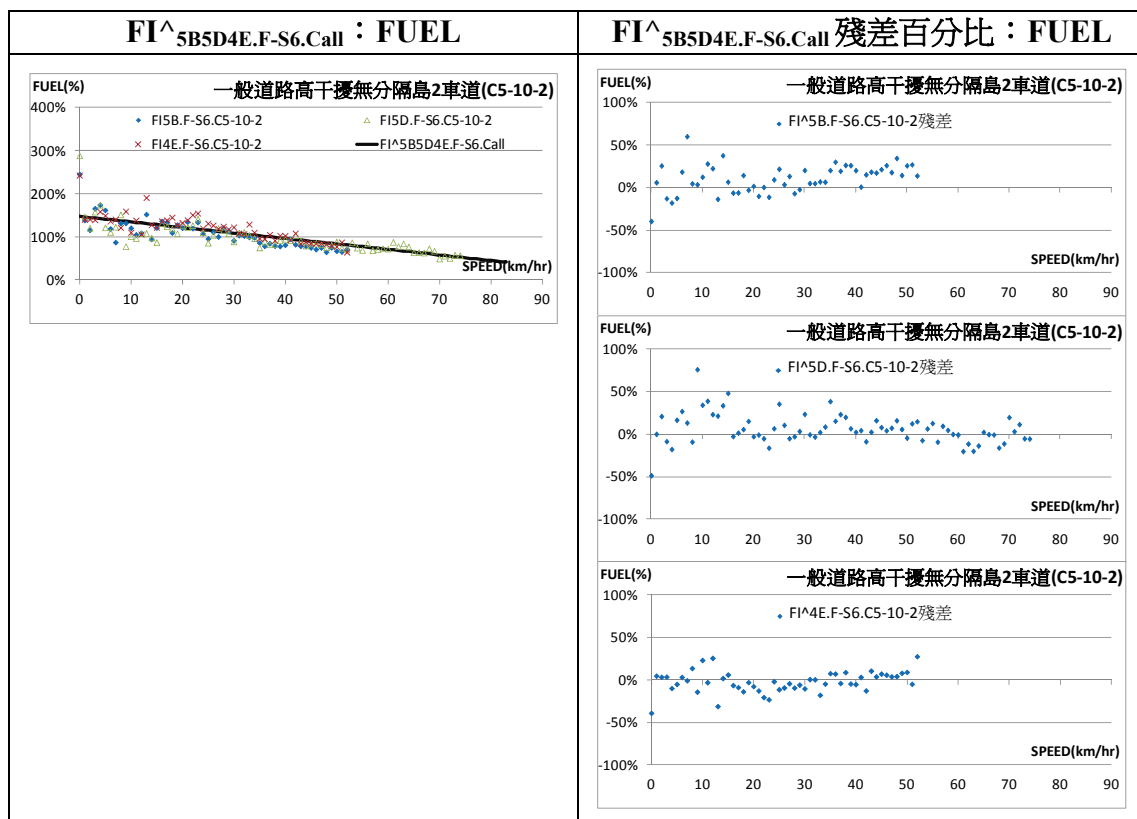 FI^5B5D4E.F-S6.Call：FUEL
FI^5B5D4E.F-S6.Call 殘差百分比：FUEL
FUEL(%)
一般道路高干擾無分隔島2車道(C5-10-2)
400%
FI5B.F-S6.C5-10-2
FI5D.F-S6.C5-10-2
300%
FI4E.F-S6.C5-10-2
FI^5B5D4E.F-S6.Call
200%
100%
0%
SPEED(km/hr)
0 10 20 30 40 50 60 70 80 90
FUEL(%)
一般道路高干擾無分隔島2車道(C5-10-2)
100%
FI^5B.F-S6.C5-10-2殘差
50%
0%
-50%
SPEED(km/hr)
-100%
0 10 20 30 40 50 60 70 80 90
FUEL(%)
一般道路高干擾無分隔島2車道(C5-10-2)
100%
FI^5D.F-S6.C5-10-2殘差
50%
0%
-50%
SPEED(km/hr)
-100%
0 10 20 30 40 50 60 70 80 90
FUEL(%)
一般道路高干擾無分隔島2車道(C5-10-2)
100%
FI^4E.F-S6.C5-10-2殘差
50%
0%
-50%
SPEED(km/hr)
-100%
0 10 20 30 40 50 60 70 80 90